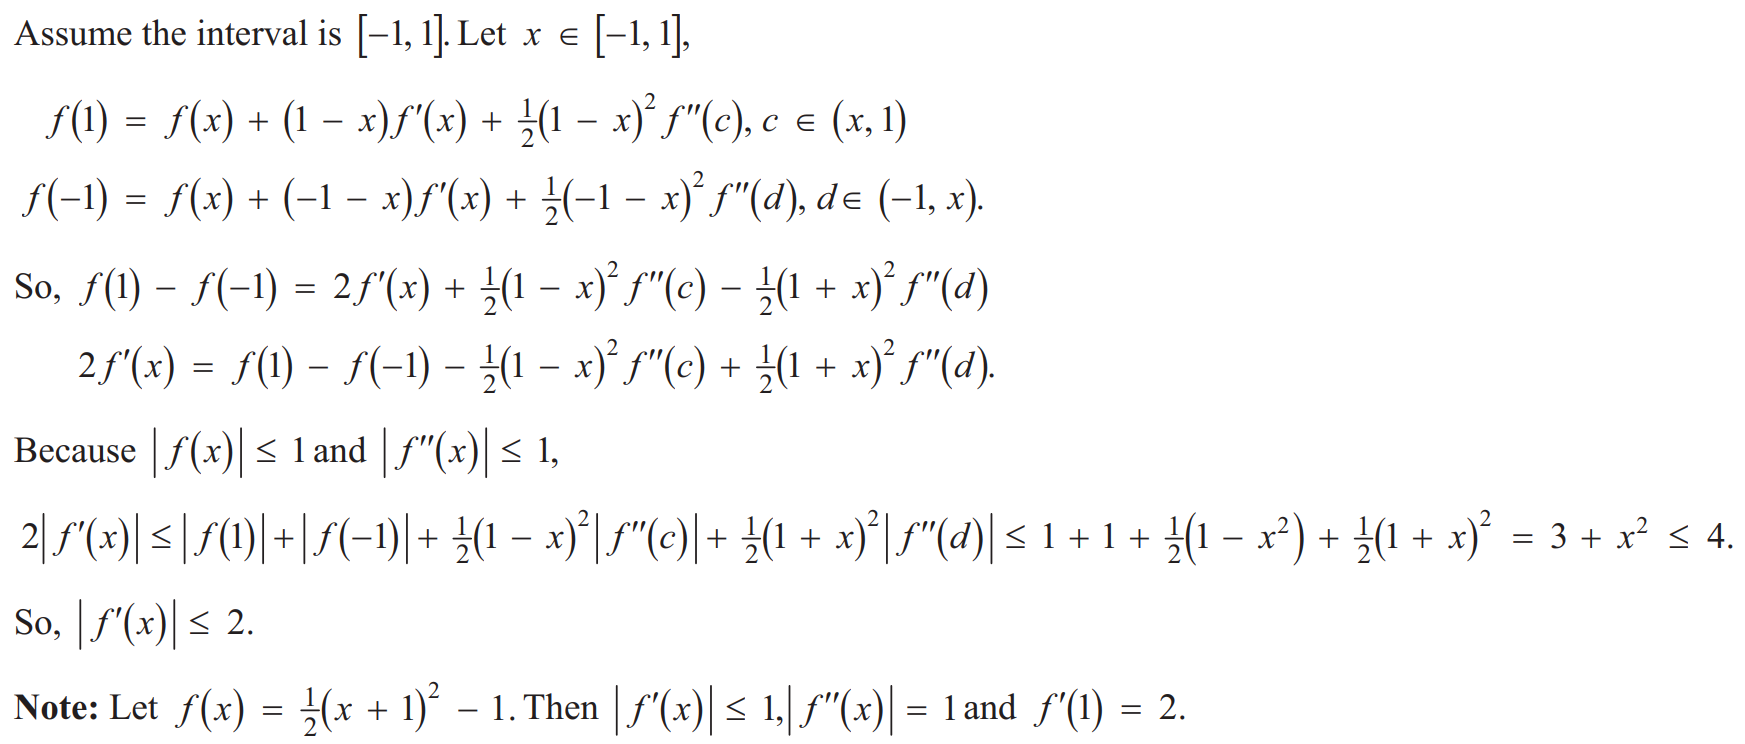 Assume the interval is [−1, 1]. Let x ∈ [−1, 1],
f(1) = f(x) + (1 − x)f′(x) + ½(1 − x)² f″(c), c ∈ (x, 1)
f(−1) = f(x) + (−1 − x)f′(x) + ½(−1 − x)² f″(d), d ∈ (−1, x).
So, f(1) − f(−1) = 2f′(x) + ½(1 − x)² f″(c) − ½(1 + x)² f″(d)
2f′(x) = f(1) − f(−1) − ½(1 − x)² f″(c) + ½(1 + x)² f″(d).
Because |f(x)| ≤ 1 and |f″(x)| ≤ 1,
2|f′(x)| ≤ |f(1)| + |f(−1)| + ½(1 − x)²|f″(c)| + ½(1 + x)²|f″(d)| ≤ 1 + 1 + ½(1 − x²) + ½(1 + x)² = 3 + x² ≤ 4.
So, |f′(x)| ≤ 2.
Note: Let f(x) = ½(x + 1)² − 1. Then |f′(x)| ≤ 1, |f″(x)| = 1 and f′(1) = 2.